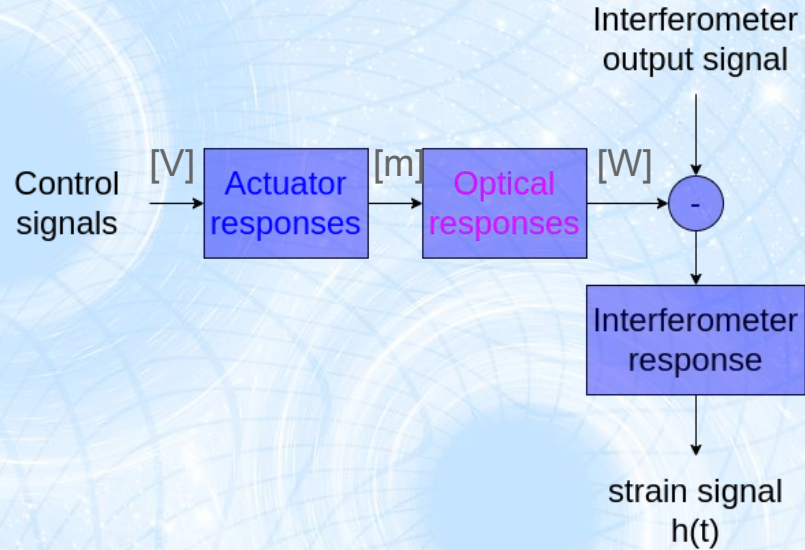 Interferometer
output signal
Control
signals
[V]
Actuator
responses
[m]
Optical
responses
[W]
-
Interferometer
response
strain signal
h(t)